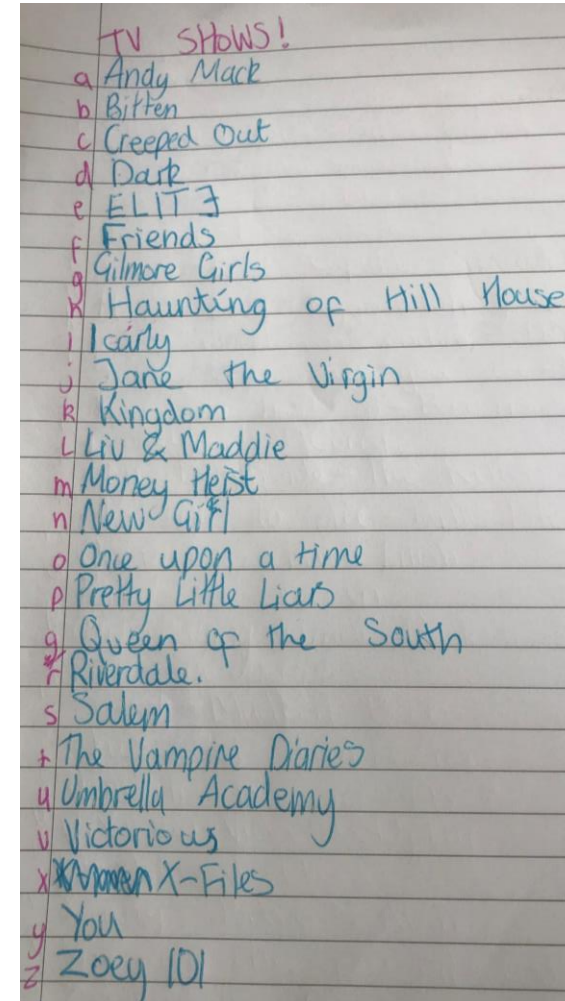 TV SHOWS!
a Andy Mack
b Bitten
c Creeped Out
d Dark
e ELITE
f Friends
g Gilmore Girls
h Haunting of Hill House
i Icarly
j Jane the Virgin
k Kingdom
L Liv & Maddie
m Money Heist
n New Girl
o Once upon a time
p Pretty Little Liars
q Queen of the South
r Riverdale.
s Salem
t The Vampire Diaries
u Umbrella Academy
v Victorious
x X-Files
y You
z Zoey 101